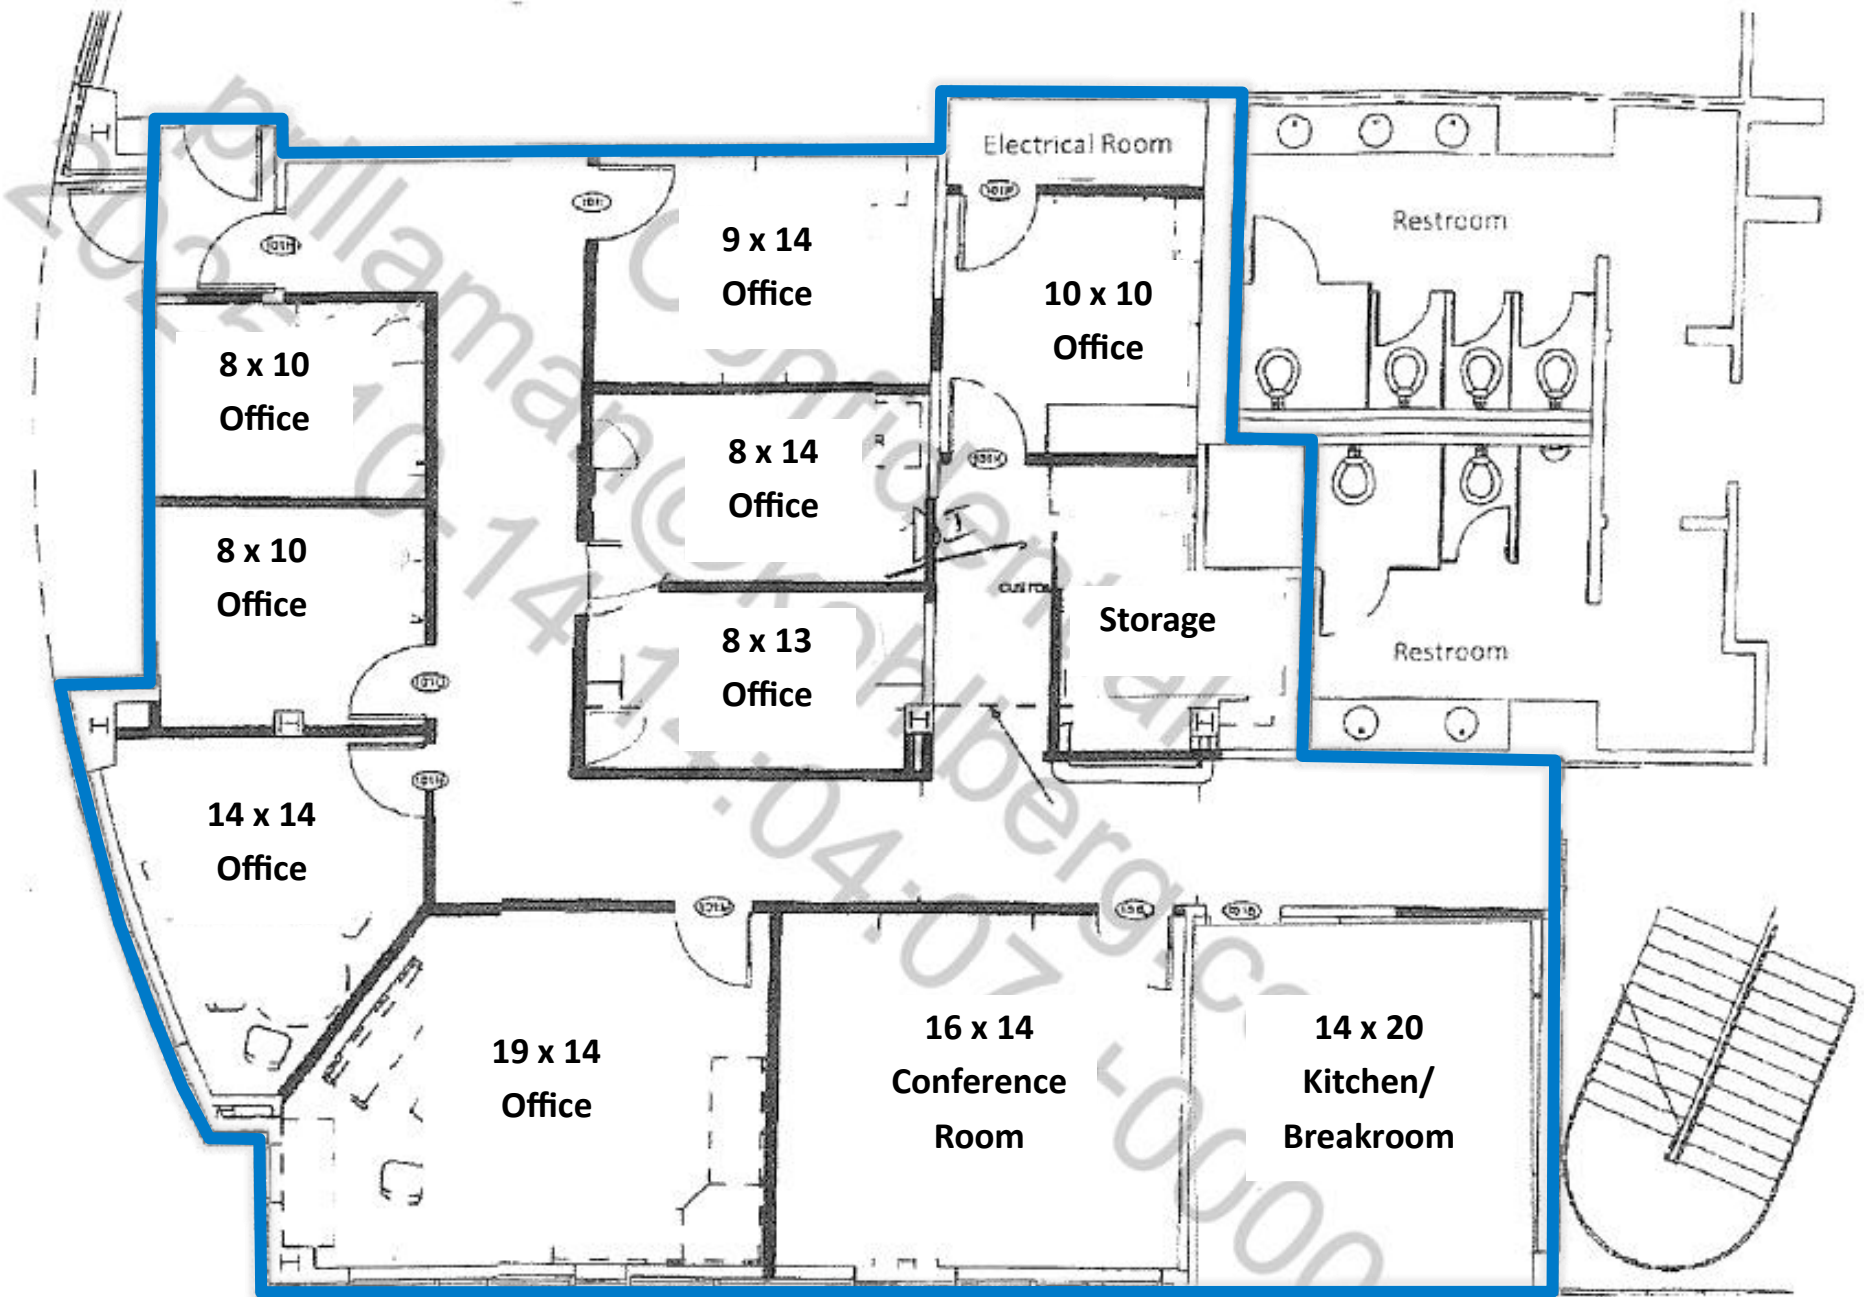 Electrical Room
Restroom
9 x 14
Office
10 x 10
Office
8 x 10
Office
8 x 14
Office
8 x 10
Office
Storage
8 x 13
Office
Restroom
14 x 14
Office
19 x 14
Office
16 x 14
Conference
Room
14 x 20
Kitchen/
Breakroom
Confidential